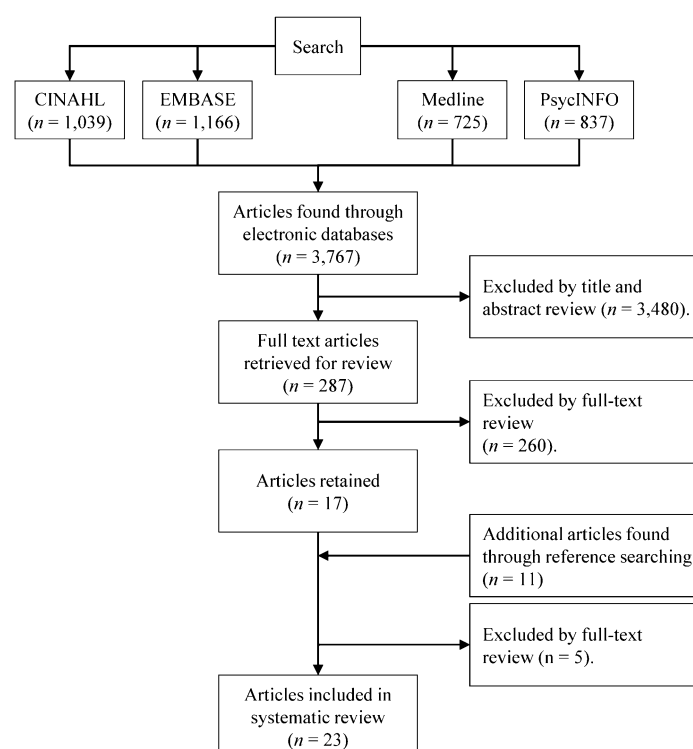 Search
CINAHL
(n = 1,039)
EMBASE
(n = 1,166)
Medline
(n = 725)
PsycINFO
(n = 837)
Articles found through
electronic databases
(n = 3,767)
Excluded by title and
abstract review (n = 3,480).
Full text articles
retrieved for review
(n = 287)
Excluded by full-text
review
(n = 260).
Articles retained
(n = 17)
Additional articles found
through reference searching
(n = 11)
Excluded by full-text
review (n = 5).
Articles included in
systematic review
(n = 23)